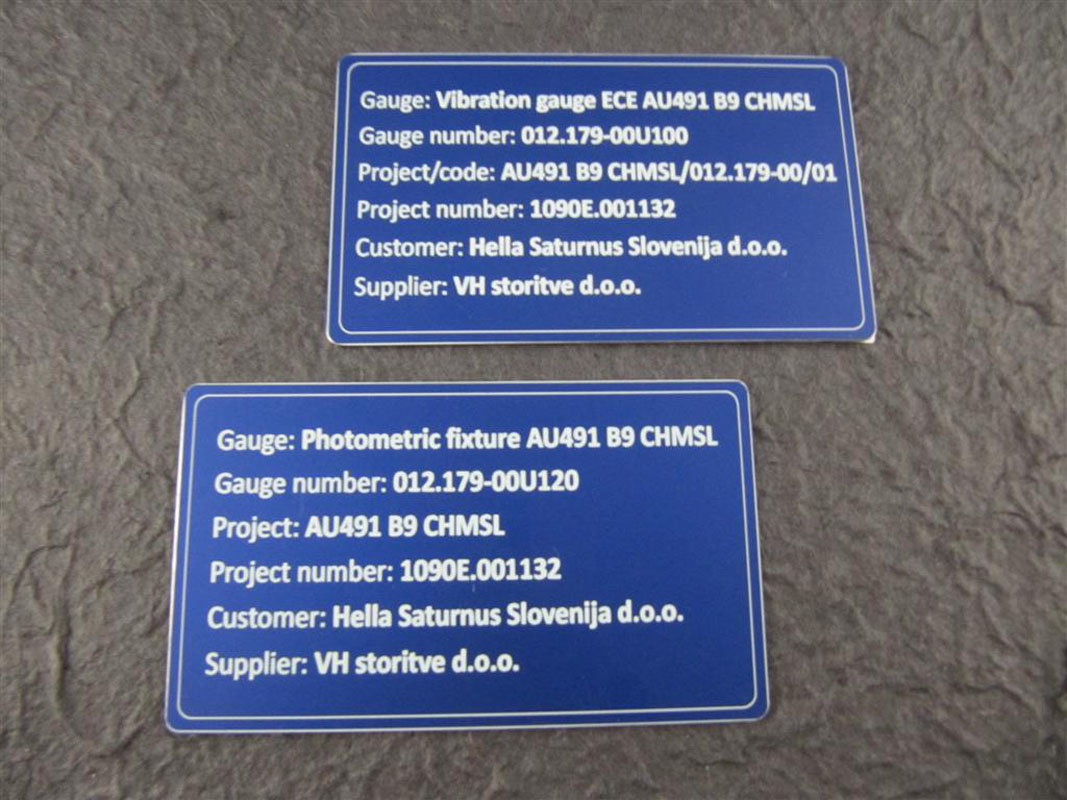 Gauge: Vibration gauge ECE AU491 B9 CHMSL
Gauge number: 012.179-00U100
Project/code: AU491 B9 CHMSL/012.179-00/01
Project number: 1090E.001132
Customer: Hella Saturnus Slovenija d.o.o.
Supplier: VH storitve d.o.o.
Gauge: Photometric fixture AU491 B9 CHMSL
Gauge number: 012.179-00U120
Project: AU491 B9 CHMSL
Project number: 1090E.001132
Customer: Hella Saturnus Slovenija d.o.o.
Supplier: VH storitve d.o.o.